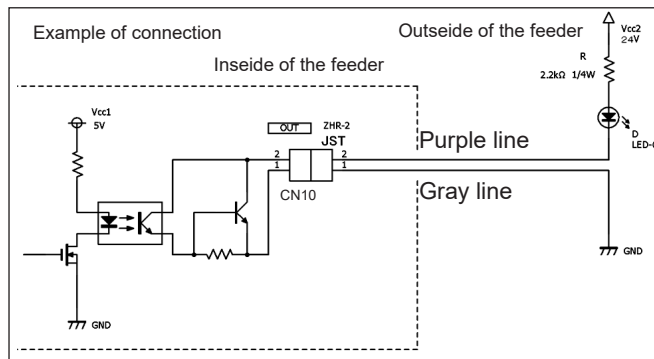 Example of connection
Outseide of the feeder
Vcc2
24V
Inseide of the feeder
R
2.2kΩ 1/4W
Vcc1
5V
OUT
ZHR-2
JST
D
LED-
Purple line
2
2
1
1
CN10
Gray line
GND
GND